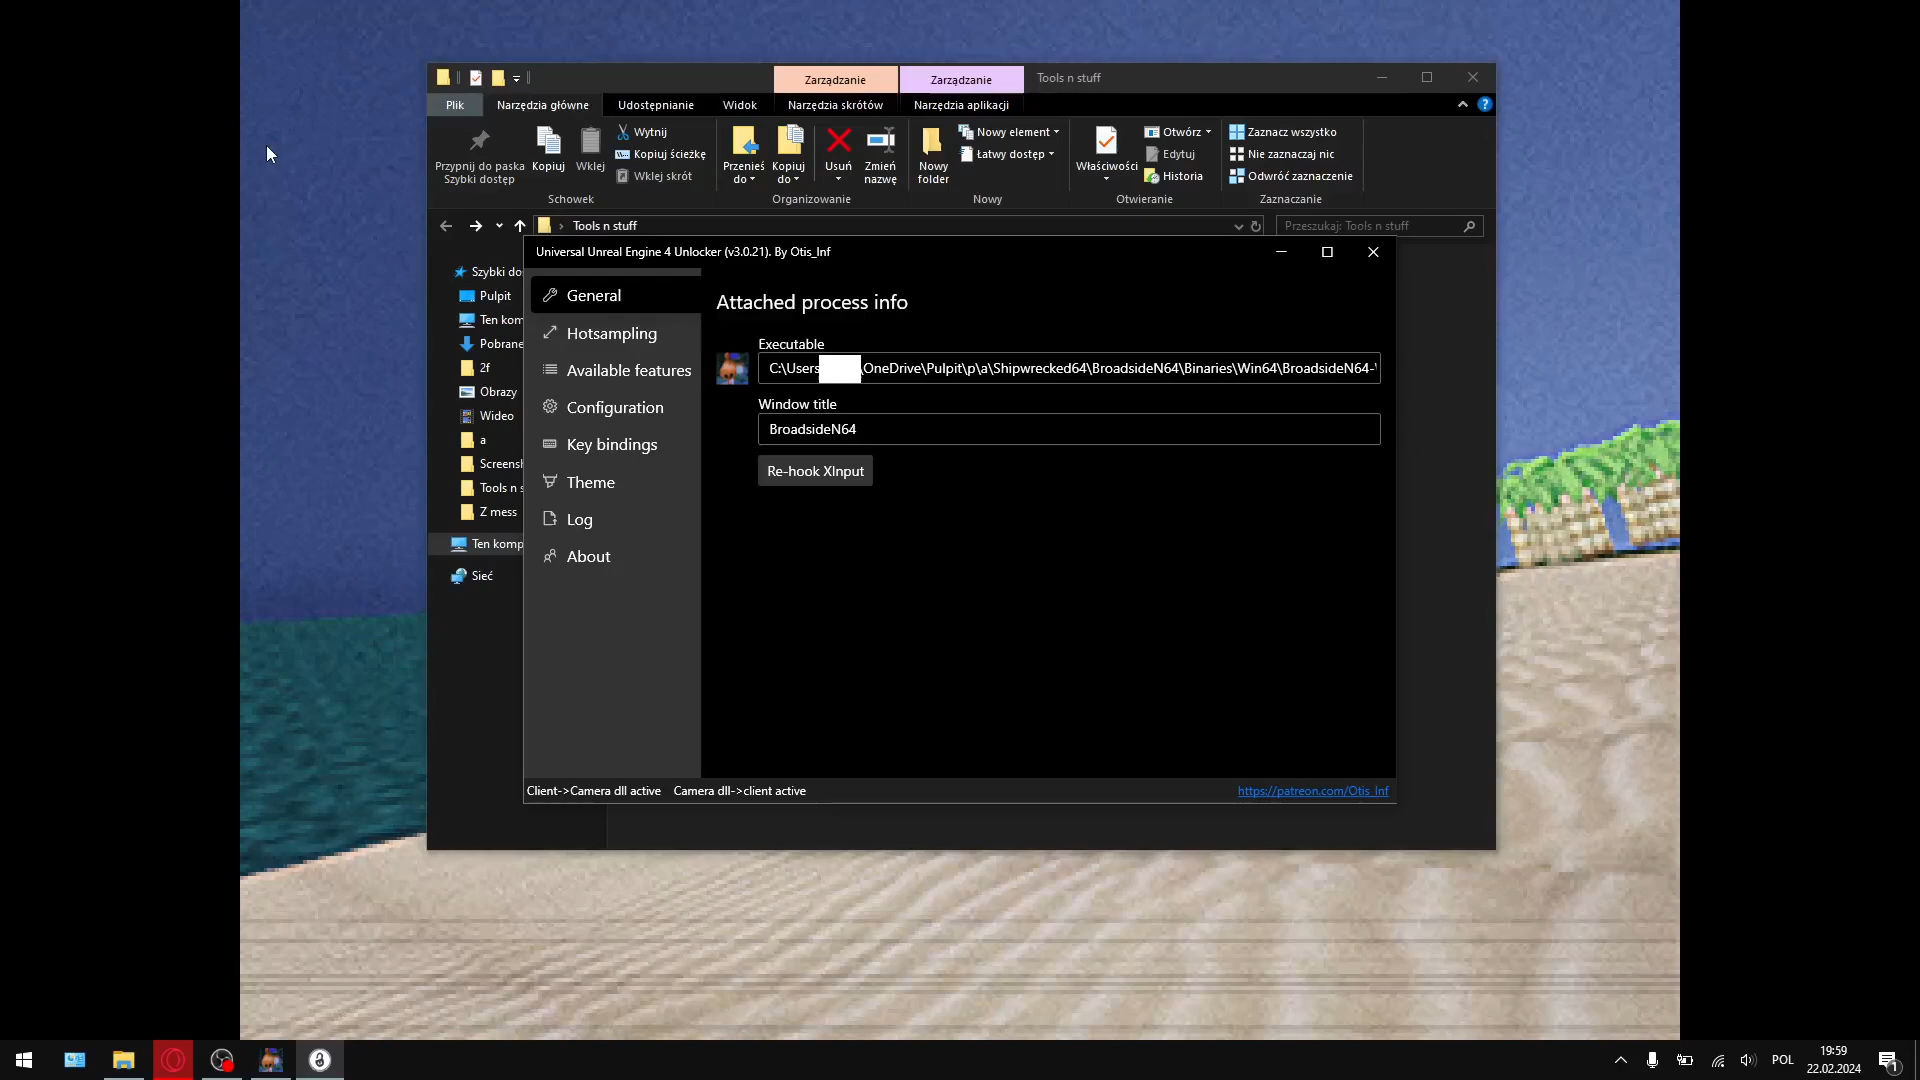 Zarządzanie
Zarządzanie
Tools n stuff
Plik
Narzędzia główne
Udostępnianie
Widok
Narzędzia skrótów
Narzędzia aplikacji
Przypnij do paska
Szybki dostęp
Kopiuj
Wklej
Wytnij
Kopiuj ścieżkę
Wklej skrót
Schowek
Przenieś
do
Kopiuj
do
Usuń
Zmień
nazwę
Organizowanie
Nowy
folder
Nowy element
Łatwy dostęp
Nowy
Właściwości
Otwórz
Edytuj
Historia
Otwieranie
Zaznacz wszystko
Nie zaznaczaj nic
Odwróć zaznaczenie
Zaznaczanie
Tools n stuff
Przeszukaj: Tools n stuff
Szybki do
Pulpit
Ten kom
Pobrane
2f
Obrazy
Wideo
a
Screensh
Tools n s
Z mess
Ten komp
Sieć
Universal Unreal Engine 4 Unlocker (v3.0.21). By Otis_Inf
General
Hotsampling
Available features
Configuration
Key bindings
Theme
Log
About
Attached process info
Executable
C:\Users \OneDrive\Pulpit\p\a\Shipwrecked64\BroadsideN64\Binaries\Win64\BroadsideN64-
Window title
BroadsideN64
Re-hook XInput
Client->Camera dll active Camera dll->client active
https://patreon.com/Otis_Inf
POL
19:59
22.02.2024
1